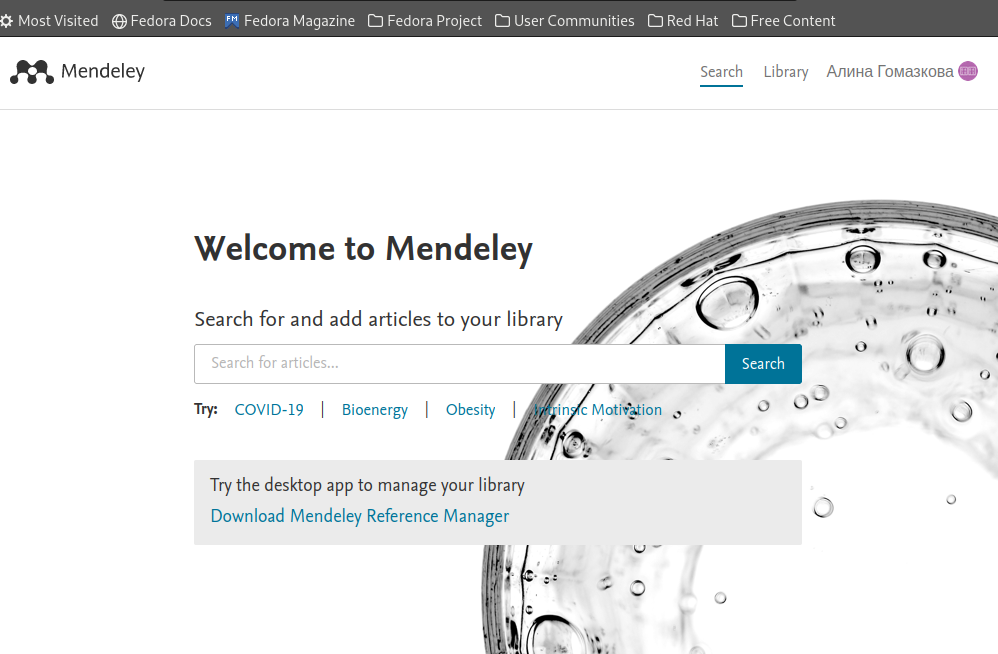 Most Visited Fedora Docs Fedora Magazine Fedora Project User Communities Red Hat Free Content
Mendeley Search Library Алина Гомазкова
Welcome to Mendeley
Search for and add articles to your library
Search for articles... Search
Try: COVID-19 | Bioenergy | Obesity | Intrinsic Motivation
Try the desktop app to manage your library
Download Mendeley Reference Manager